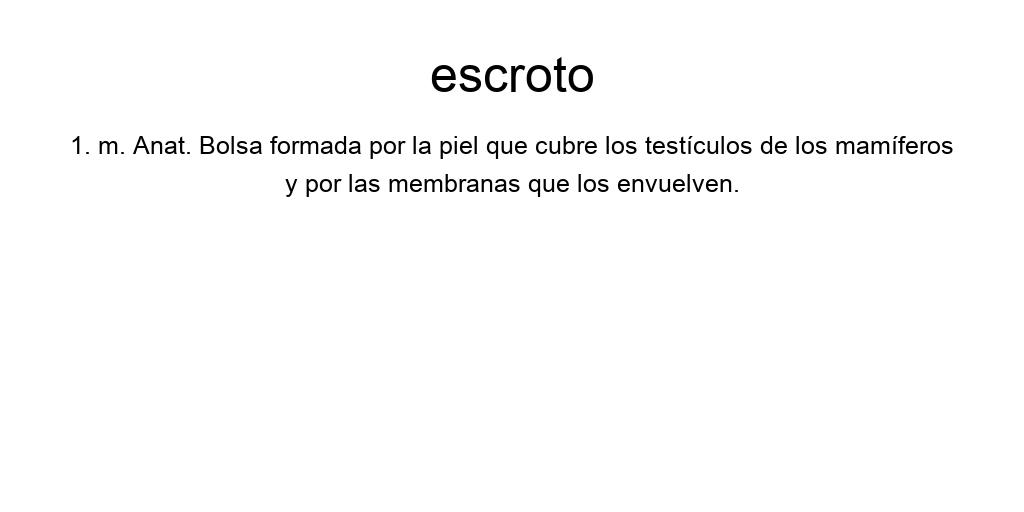 escroto
1. m. Anat. Bolsa formada por la piel que cubre los testículos de los mamíferos
y por las membranas que los envuelven.